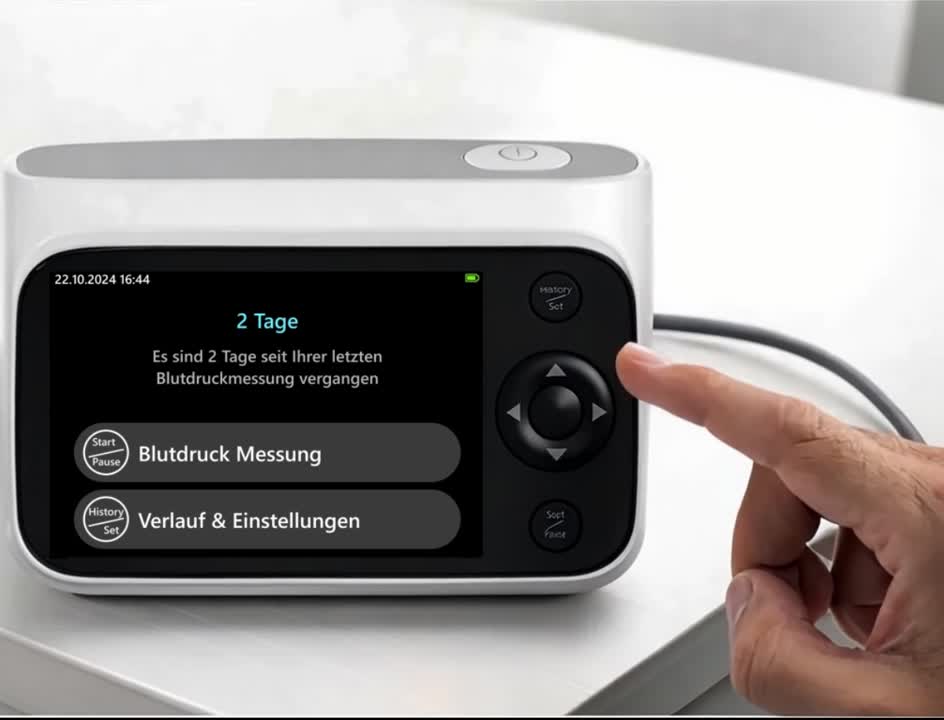 22.10.2024 16:44
2 Tage
Es sind 2 Tage seit Ihrer letzten
Blutdruckmessung vergangen
Start
Pause
Blutdruck Messung
History
Set
Verlauf & Einstellungen
History
Set